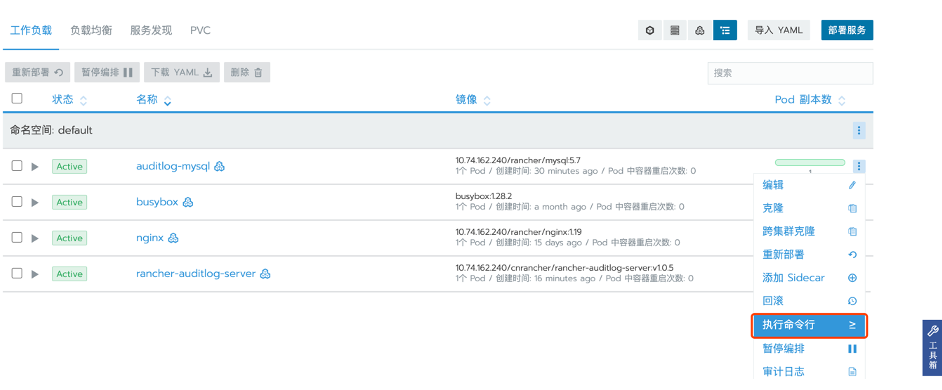 工作负载 负载均衡 服务发现 PVC 导入 YAML 部署服务
重新部署 暂停编排 下载 YAML 删除 搜索
状态 名称 镜像 Pod 副本数
命名空间: default
Active auditlog-mysql 10.74.162.240/rancher/mysql:5.7
1个 Pod / 创建时间: 30 minutes ago / Pod 中容器重启次数: 0
1
Active busybox busybox:1.28.2
1个 Pod / 创建时间: a month ago / Pod 中容器重启次数: 0
Active nginx 10.74.162.240/rancher/nginx:1.19
1个 Pod / 创建时间: 15 days ago / Pod 中容器重启次数: 0
Active rancher-auditlog-server 10.74.162.240/cnrancher/rancher-auditlog-server:v1.0.5
1个 Pod / 创建时间: 16 minutes ago / Pod 中容器重启次数: 0
编辑
克隆
跨集群克隆
重新部署
添加 Sidecar
回滚
执行命令行
暂停编排
审计日志
工具箱